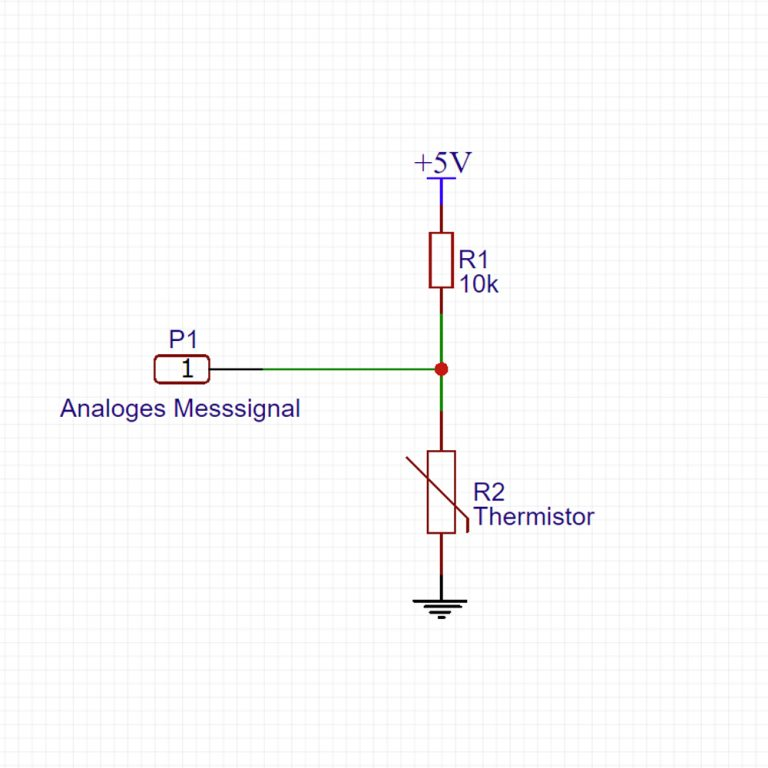 +5V
R1
10k
P1
1
Analoges Messsignal
R2
Thermistor